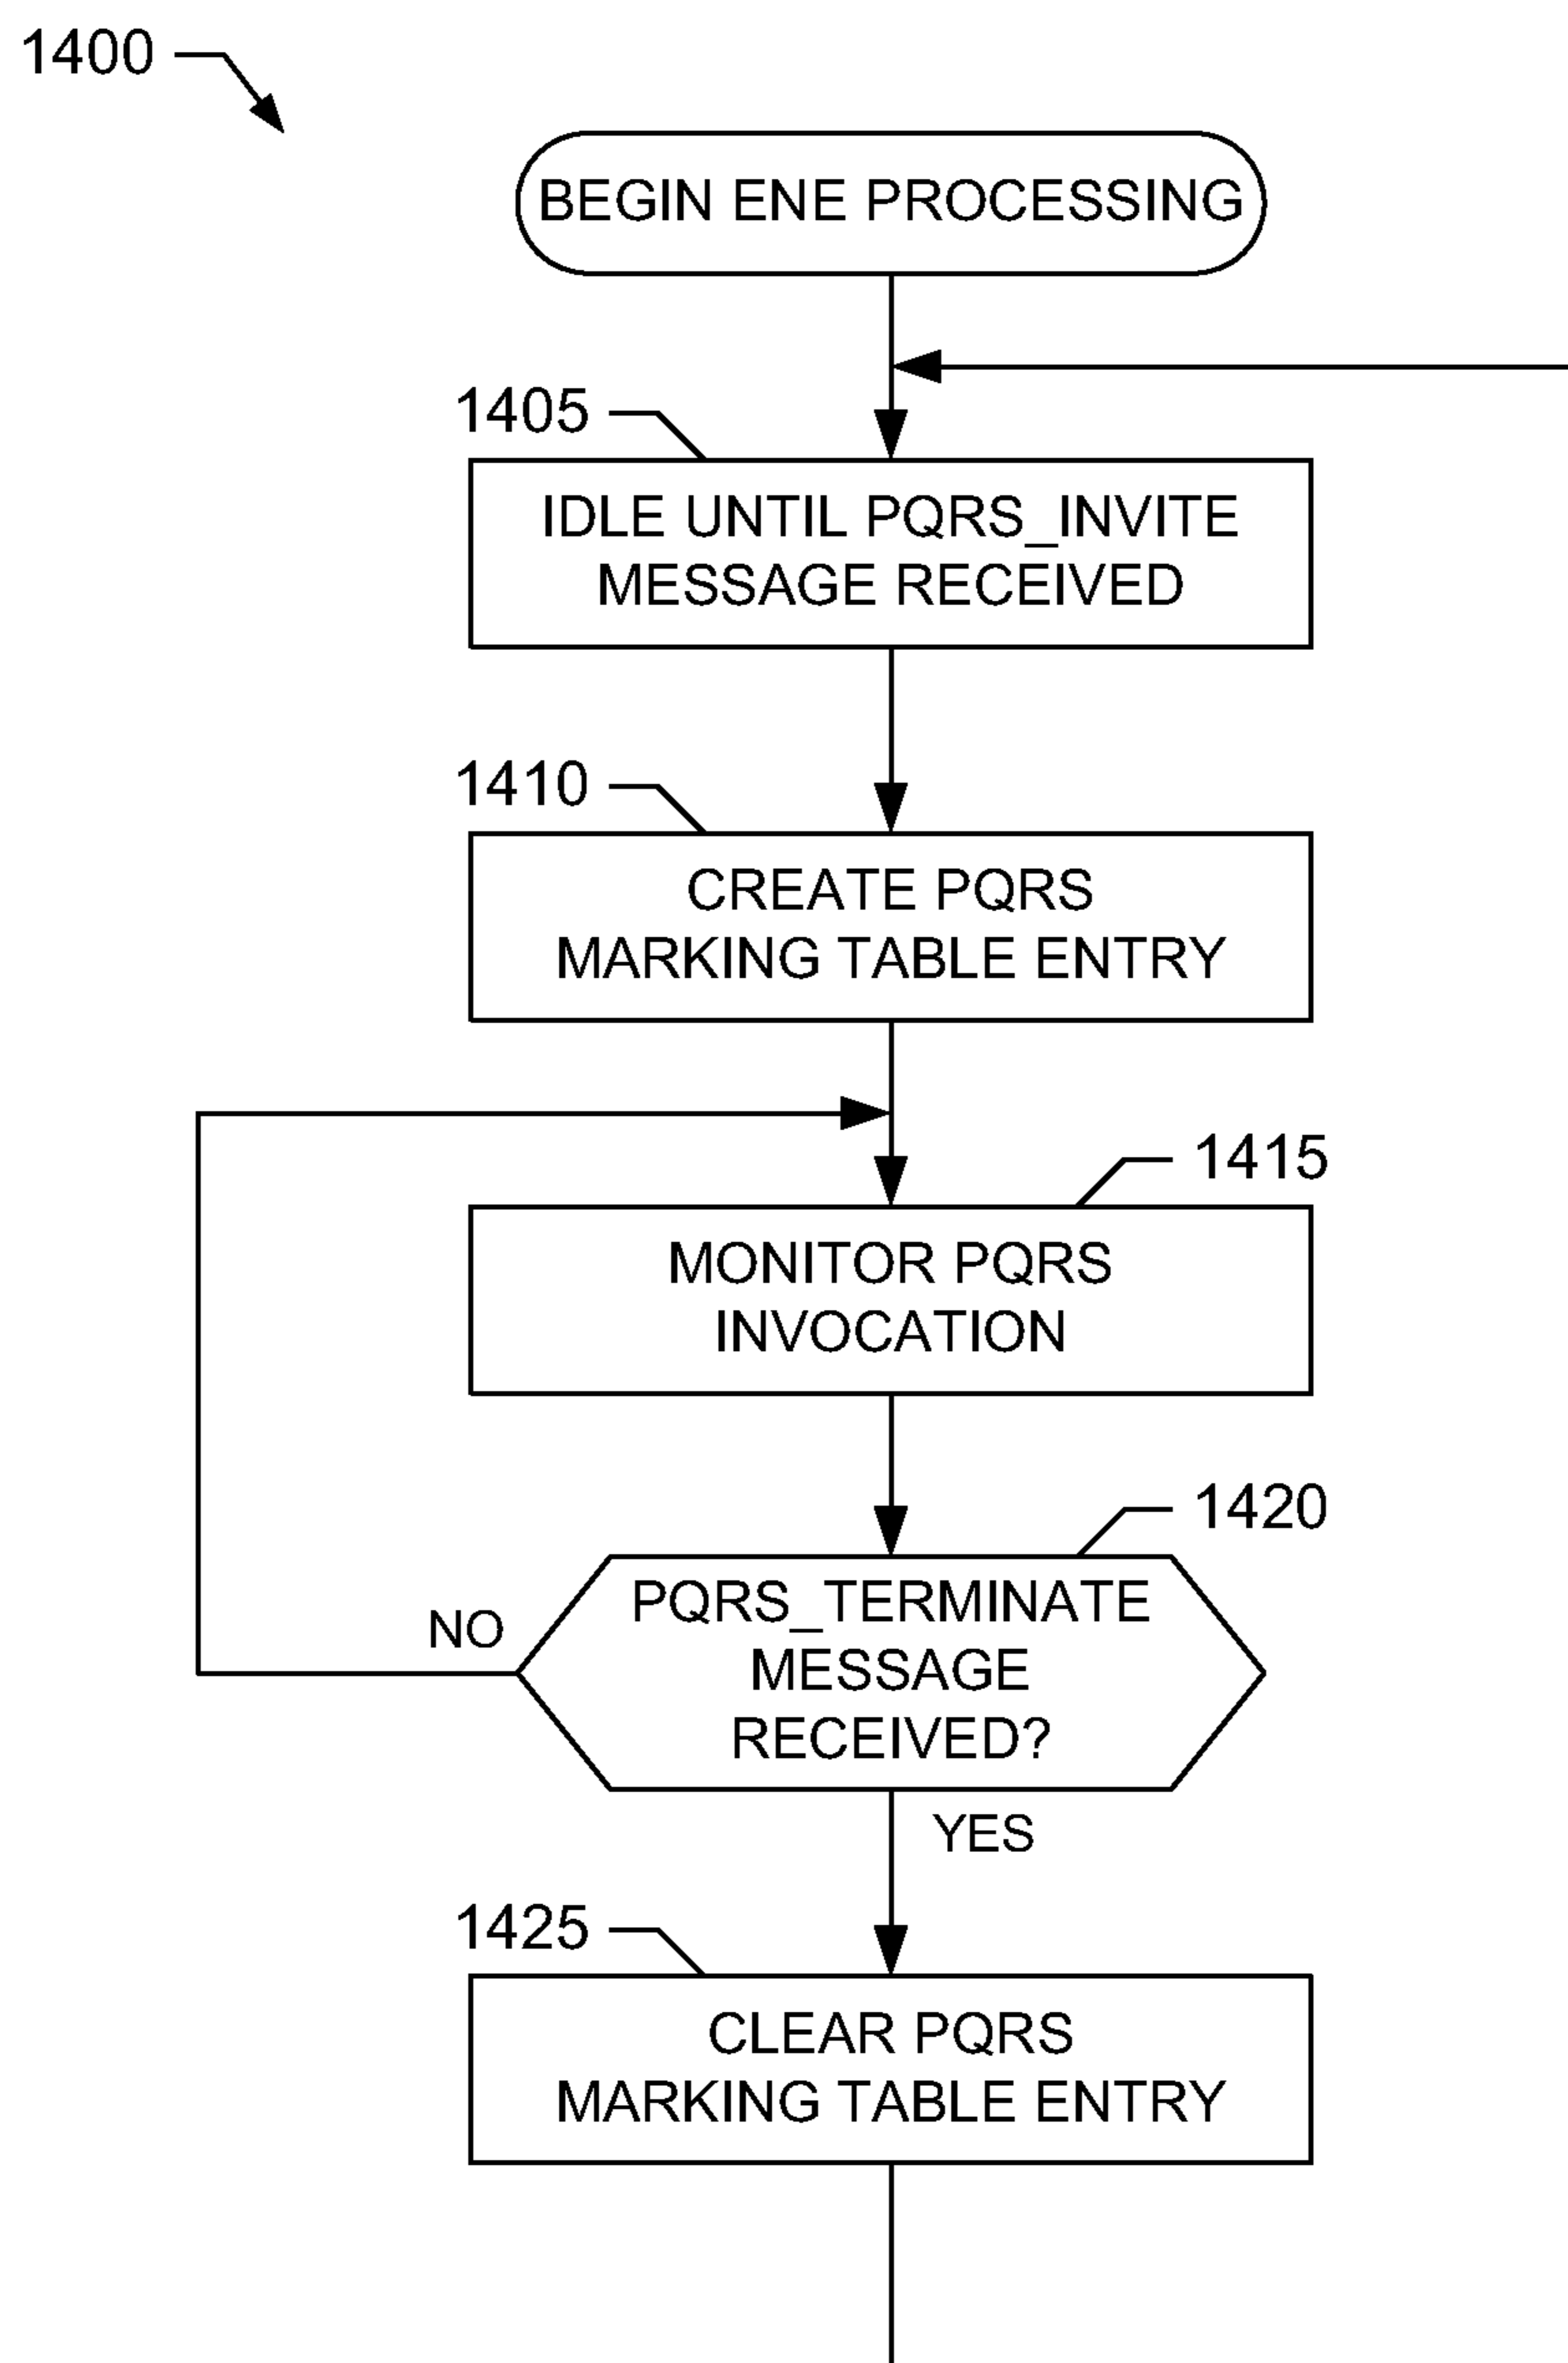 1400
BEGIN ENE PROCESSING
1405
IDLE UNTIL PQRS_INVITE
MESSAGE RECEIVED
1410
CREATE PQRS
MARKING TABLE ENTRY
1415
MONITOR PQRS
INVOCATION
1420
PQRS_TERMINATE
MESSAGE
RECEIVED?
NO
YES
1425
CLEAR PQRS
MARKING TABLE ENTRY